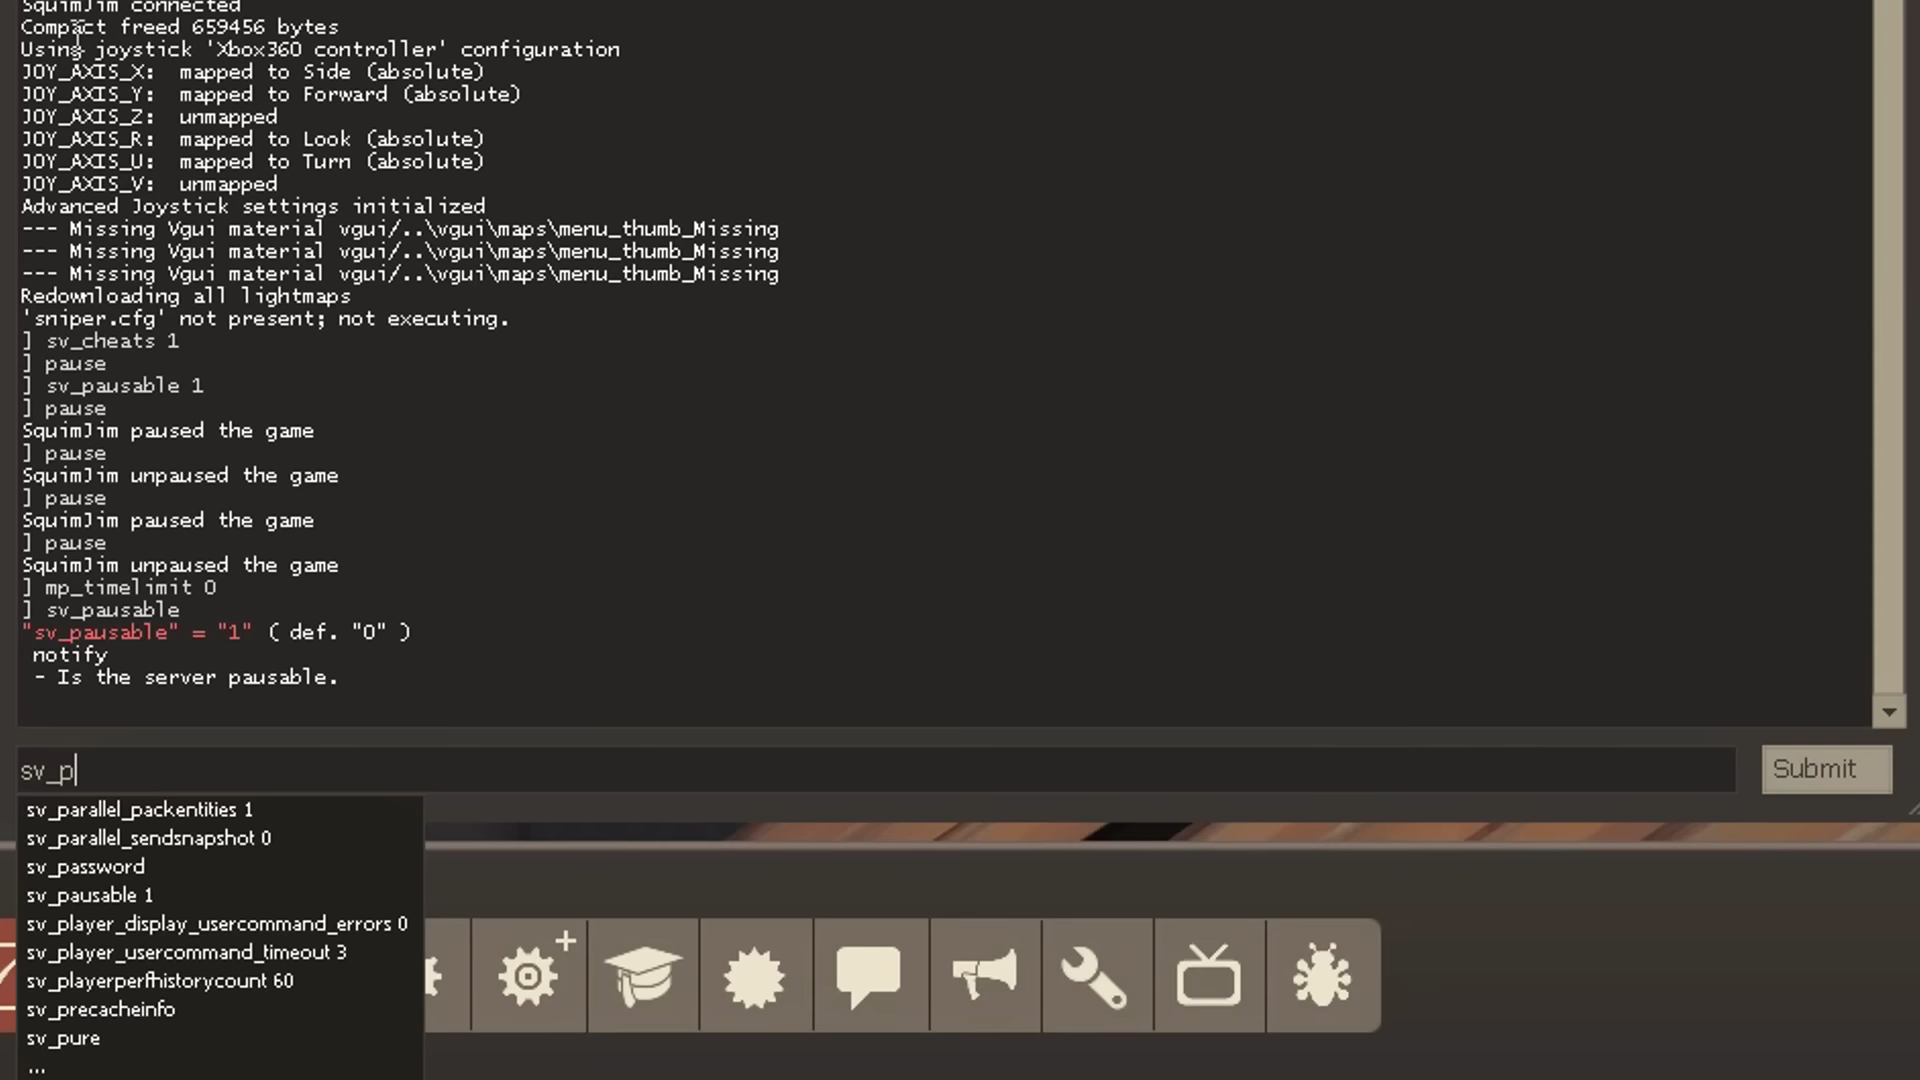 SquimJim connected
Compact freed 659456 bytes
Using joystick 'Xbox360 controller' configuration
JOY_AXIS_X:  mapped to Side (absolute)
JOY_AXIS_Y:  mapped to Forward (absolute)
JOY_AXIS_Z:  unmapped
JOY_AXIS_R:  mapped to Look (absolute)
JOY_AXIS_U:  mapped to Turn (absolute)
JOY_AXIS_V:  unmapped
Advanced Joystick settings initialized
--- Missing Vgui material vgui/..\vgui\maps\menu_thumb_Missing
--- Missing Vgui material vgui/..\vgui\maps\menu_thumb_Missing
--- Missing Vgui material vgui/..\vgui\maps\menu_thumb_Missing
Redownloading all lightmaps
'sniper.cfg' not present; not executing.
] sv_cheats 1
] pause
] sv_pausable 1
] pause
SquimJim paused the game
] pause
SquimJim unpaused the game
] pause
SquimJim paused the game
] pause
SquimJim unpaused the game
] mp_timelimit 0
] sv_pausable
"sv_pausable" = "1" ( def. "0" )
notify
- Is the server pausable.
sv_p
Submit
sv_parallel_packentities 1
sv_parallel_sendsnapshot 0
sv_password
sv_pausable 1
sv_player_display_usercommand_errors 0
sv_player_usercommand_timeout 3
sv_playerperfhistorycount 60
sv_precacheinfo
sv_pure
...